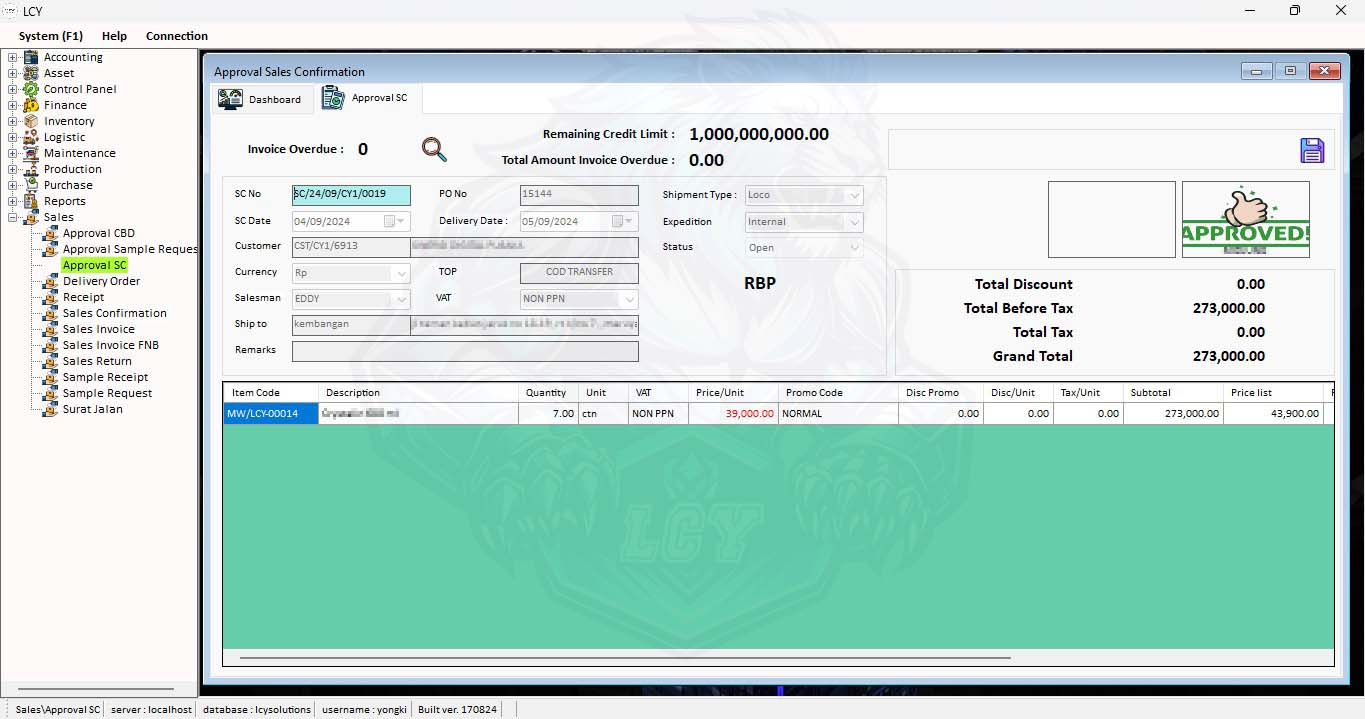 LCY
System (F1) Help Connection
Accounting
Asset
Control Panel
Finance
Inventory
Logistic
Maintenance
Production
Purchase
Reports
Sales
Approval CBD
Approval Sample Reques
Approval SC
Delivery Order
Receipt
Sales Confirmation
Sales Invoice
Sales Invoice FNB
Sales Return
Sample Receipt
Sample Request
Surat Jalan
Approval Sales Confirmation
Dashboard Approval SC
Invoice Overdue : 0
Remaining Credit Limit : 1,000,000,000.00
Total Amount Invoice Overdue : 0.00
SC No SC/24/09/CY1/0019 PO No 15144 Shipment Type : Loco
SC Date 04/09/2024 Delivery Date : 05/09/2024 Expedition Internal
Customer CST/CY1/6913 Status Open
Currency Rp TOP COD TRANSFER
RBP
Salesman EDDY VAT NON PPN
Ship to kembangan
Remarks
APPROVED!
Total Discount 0.00
Total Before Tax 273,000.00
Total Tax 0.00
Grand Total 273,000.00
Item Code Description Quantity Unit VAT Price/Unit Promo Code Disc Promo Disc/Unit Tax/Unit Subtotal Price list
MW/LCY-00014 7.00 ctn NON PPN 39,000.00 NORMAL 0.00 0.00 0.00 273,000.00 43,900.00
LCY
Sales\Approval SC server : localhost database : lcysolutions username : yongki Built ver. 170824